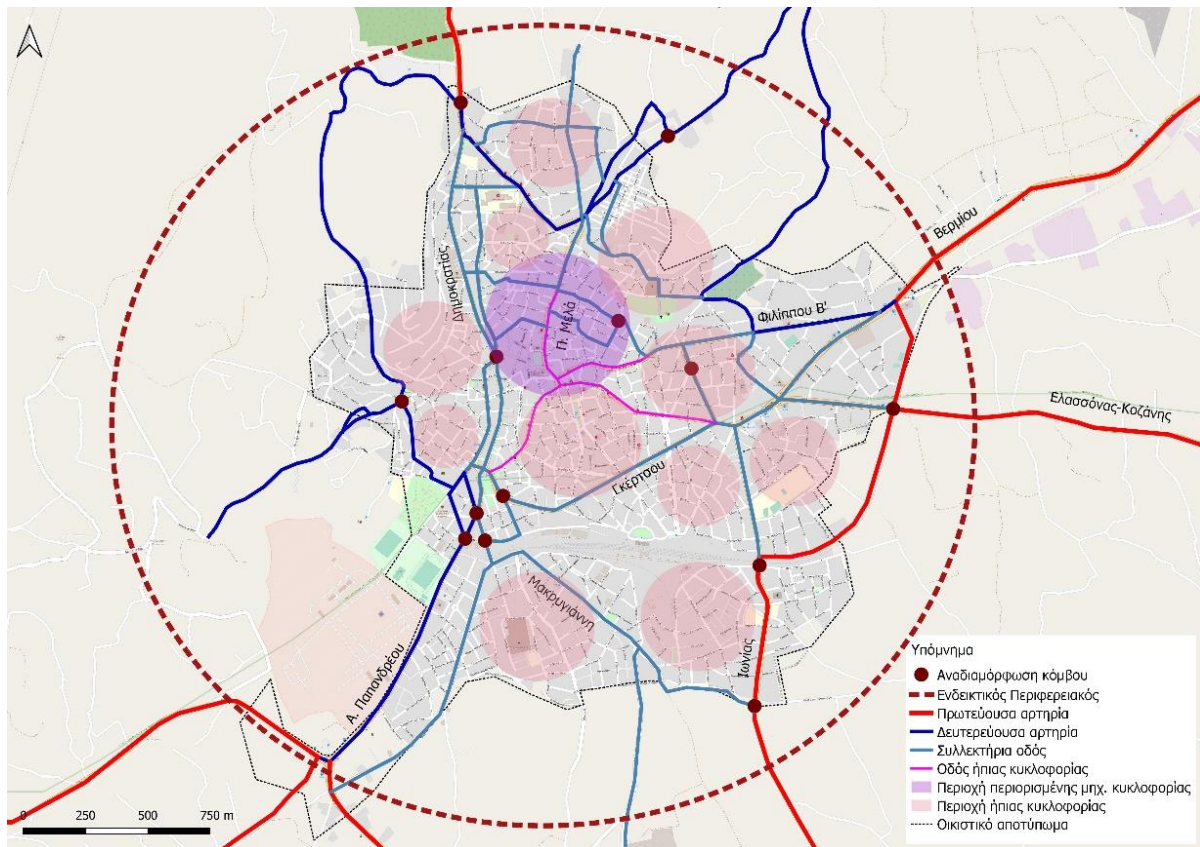 Βερμίου
Δημοκρατίας
Π. Μελά
Φιλίππου Β'
Ελασσόνας-Κοζάνης
Γκέρτσου
Μακρυγιάννη
Α. Παπανδρέου
Ιωνίας
Υπόμνημα
Αναδιαμόρφωση κόμβου
Ενδεικτικός Περιφερειακός
Πρωτεύουσα αρτηρία
Δευτερεύουσα αρτηρία
Συλλεκτήρια οδός
Οδός ήπιας κυκλοφορίας
Περιοχή περιορισμένης μηχ. κυκλοφορίας
Περιοχή ήπιας κυκλοφορίας
Οικιστικό αποτύπωμα
0 250 500 750 m